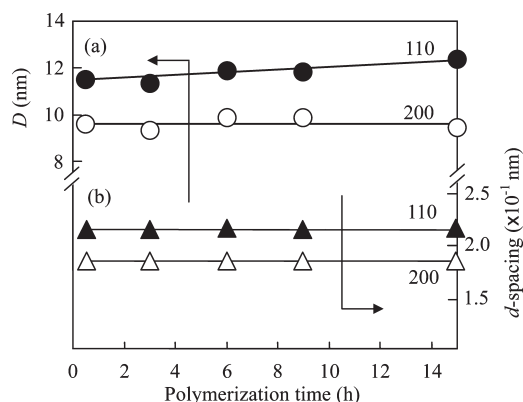 14
(a)
110
12
D (nm)
10
200
8
(b)
2.5
110
2.0
200
1.5
d-spacing (×10⁻¹ nm)
0 2 4 6 8 10 12 14
Polymerization time (h)